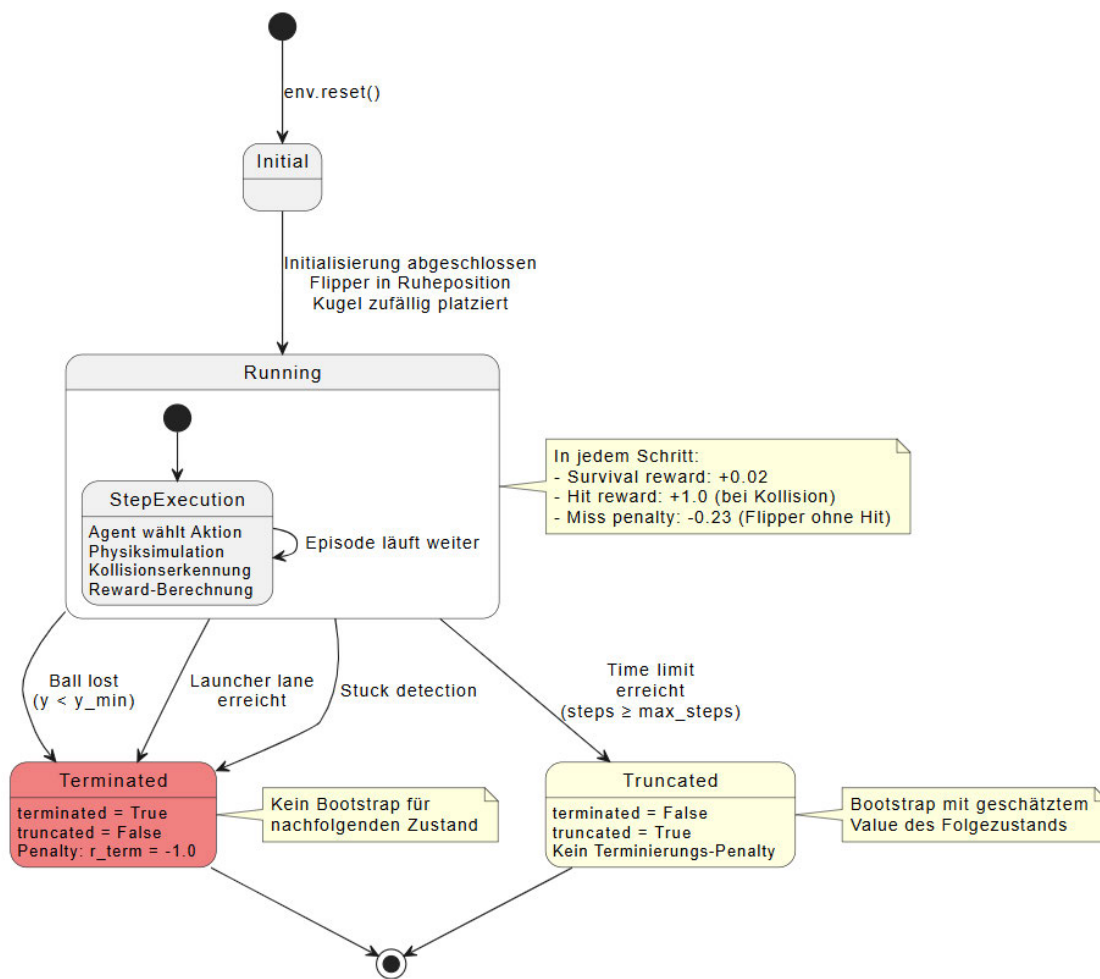 env.reset()
Initial
Initialisierung abgeschlossen
Flipper in Ruheposition
Kugel zufällig platziert
Running
StepExecution
Agent wählt Aktion
Physiksimulation
Kollisionserkennung
Reward-Berechnung
Episode läuft weiter
In jedem Schritt:
- Survival reward: +0.02
- Hit reward: +1.0 (bei Kollision)
- Miss penalty: -0.23 (Flipper ohne Hit)
Ball lost
(y < y_min)
Launcher lane
erreicht
Stuck detection
Time limit
erreicht
(steps ≥ max_steps)
Terminated
terminated = True
truncated = False
Penalty: r_term = -1.0
Kein Bootstrap für
nachfolgenden Zustand
Truncated
terminated = False
truncated = True
Kein Terminierungs-Penalty
Bootstrap mit geschätztem
Value des Folgezustands